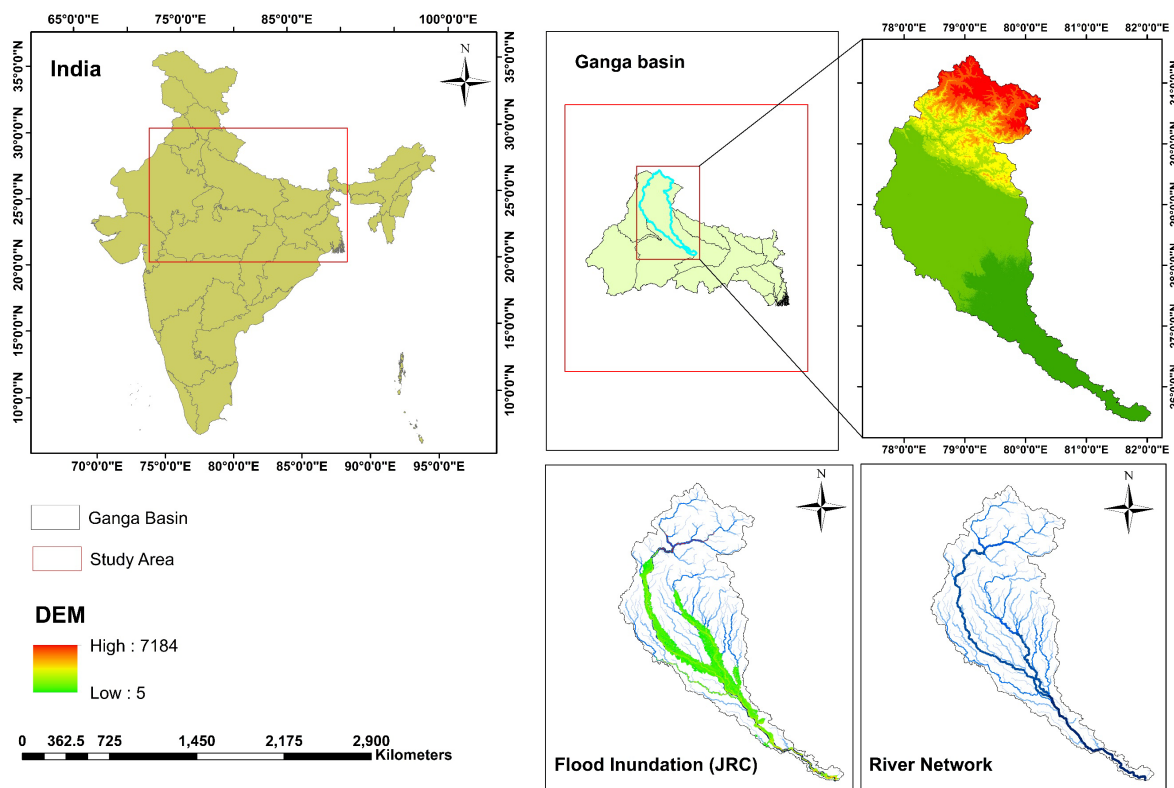 65°0'0"E 75°0'0"E 85°0'0"E 100°0'0"E
India
N
35°0'0"N
30°0'0"N
25°0'0"N
20°0'0"N
15°0'0"N
10°0'0"N
35°0'0"N
30°0'0"N
25°0'0"N
20°0'0"N
15°0'0"N
10°0'0"N
70°0'0"E 75°0'0"E 80°0'0"E 85°0'0"E 90°0'0"E 95°0'0"E
Ganga basin
78°0'0"E 79°0'0"E 80°0'0"E 81°0'0"E 82°0'0"E
78°0'0"E 79°0'0"E 80°0'0"E 81°0'0"E 82°0'0"E
Ganga Basin
Study Area
DEM
High : 7184
Low : 5
0 362.5 725 1,450 2,175 2,900
Kilometers
N
Flood Inundation (JRC)
N
River Network